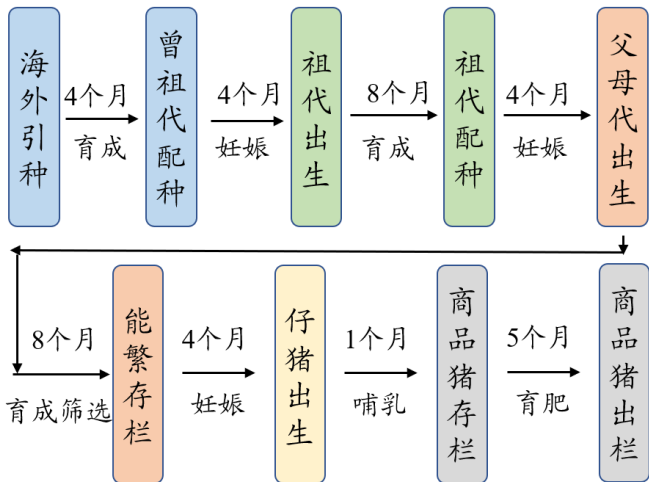 海外引种
4个月
育成
曾祖代配种
4个月
妊娠
祖代出生
8个月
育成
祖代配种
4个月
妊娠
父母代出生
8个月
育成筛选
能繁存栏
4个月
妊娠
仔猪出生
1个月
哺乳
商品猪存栏
5个月
育肥
商品猪出栏